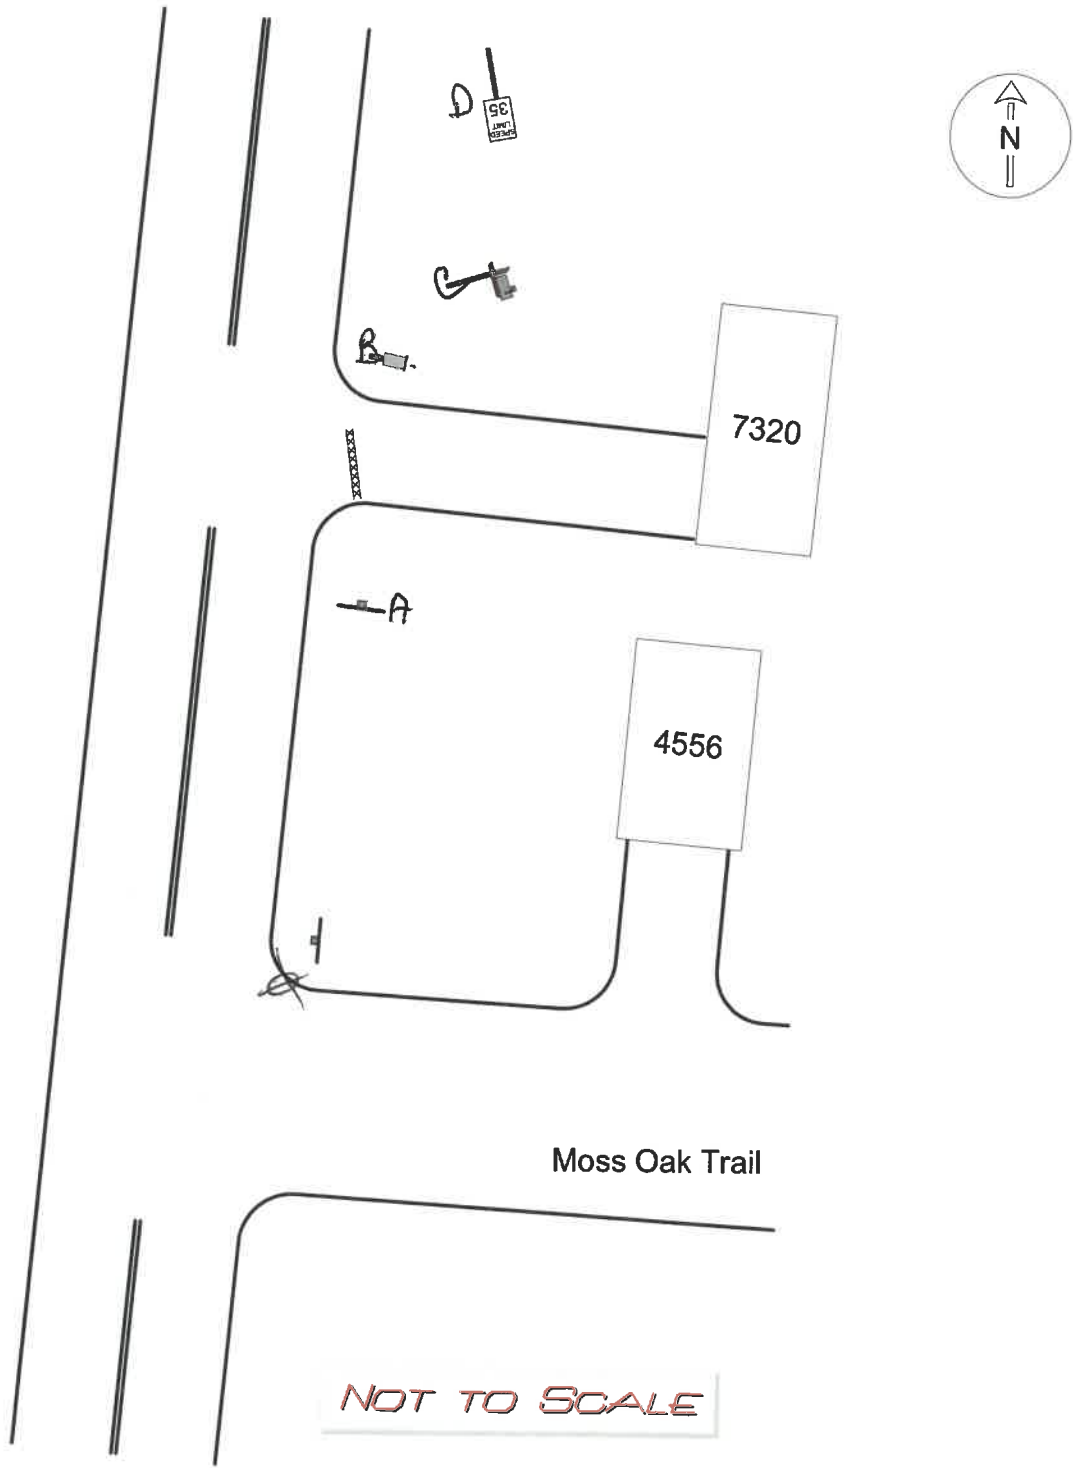 D
35
LIMIT
SPEED
N
C
B
7320
A
4556
Moss Oak Trail
NOT TO SCALE